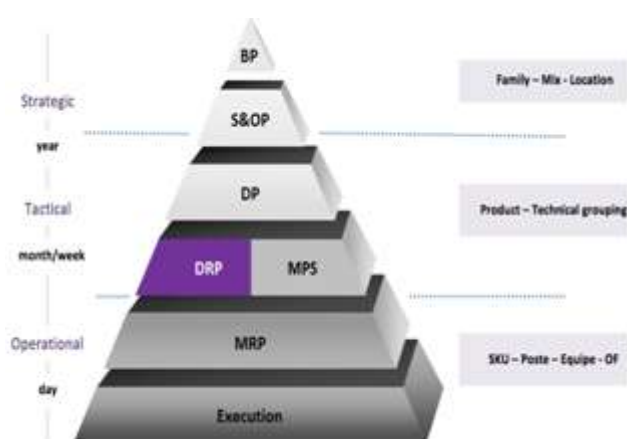 BP
Family – Mix - Location
Strategic
S&OP
year
DP
Tactical
Product – Technical grouping
month/week
DRP
MPS
Operational
MRP
SKU – Poste – Equipe - OF
day
Execution